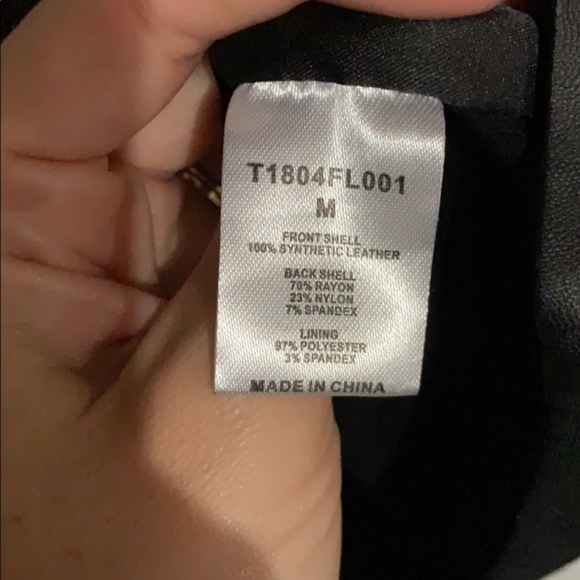 T1804FL001
M
FRONT SHELL
100% SYNTHETIC LEATHER
BACK SHELL
70% RAYON
23% NYLON
7% SPANDEX
LINING
97% POLYESTER
3% SPANDEX
MADE IN CHINA